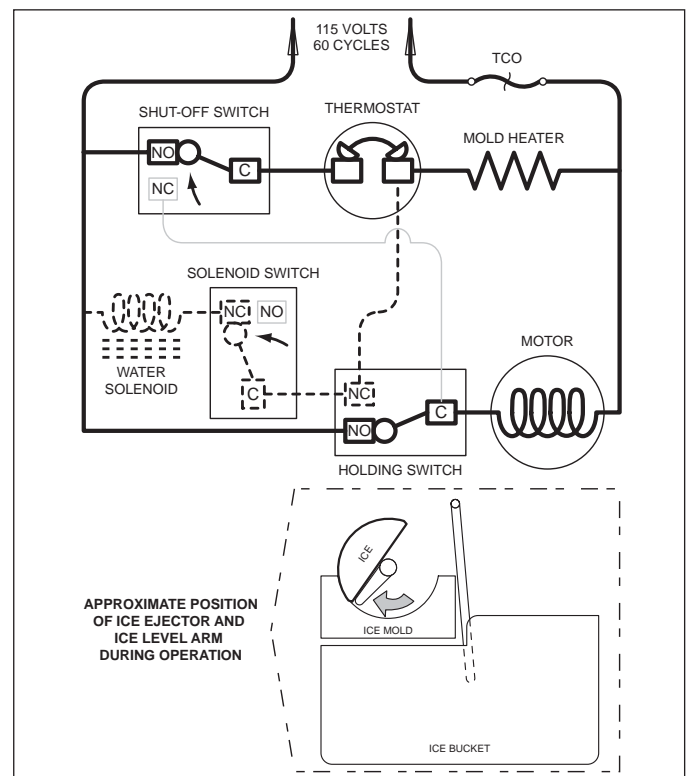 115 VOLTS
60 CYCLES
TCO
SHUT-OFF SWITCH
THERMOSTAT
MOLD HEATER
NO
C
NC
SOLENOID SWITCH
NC
NO
MOTOR
WATER
SOLENOID
C
NC
C
NO
HOLDING SWITCH
ICE
APPROXIMATE POSITION
OF ICE EJECTOR AND
ICE LEVEL ARM
DURING OPERATION
ICE MOLD
ICE BUCKET